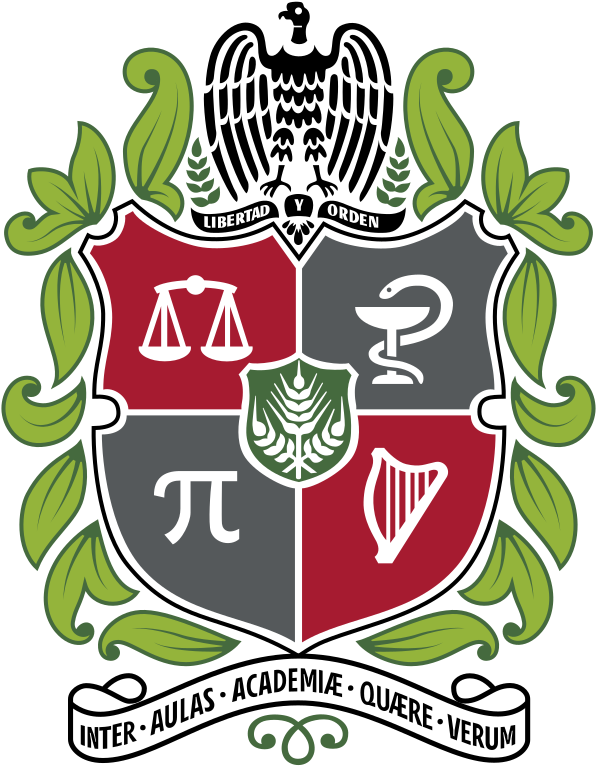 LIBERTAD Y ORDEN
π
INTER · AULAS · ACADEMIÆ · QUÆRE · VERUM